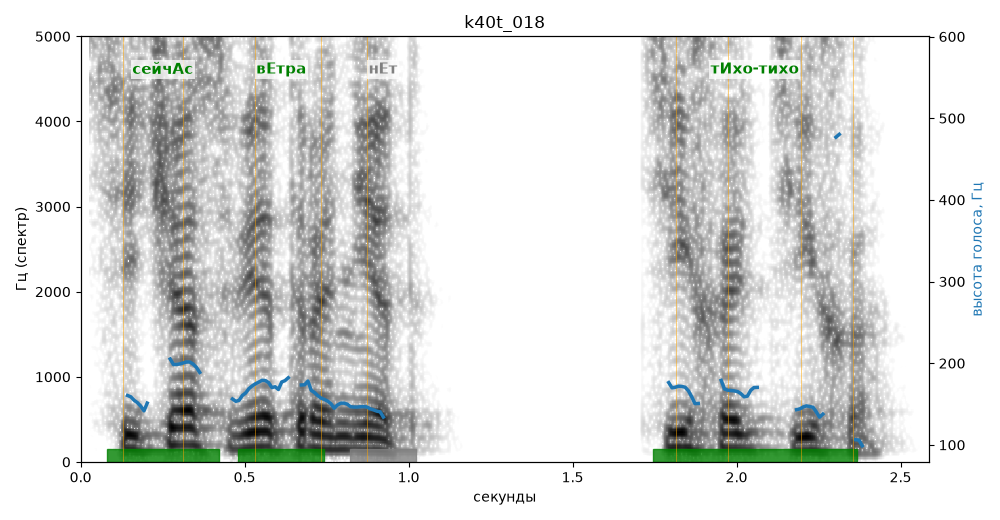 k40t_018
сейчАс вЕтра нЕт тИхо-тихо
Гц (спектр)
высота голоса, Гц
секунды
5000
4000
3000
2000
1000
0
600
500
400
300
200
100
0.0 0.5 1.0 1.5 2.0 2.5